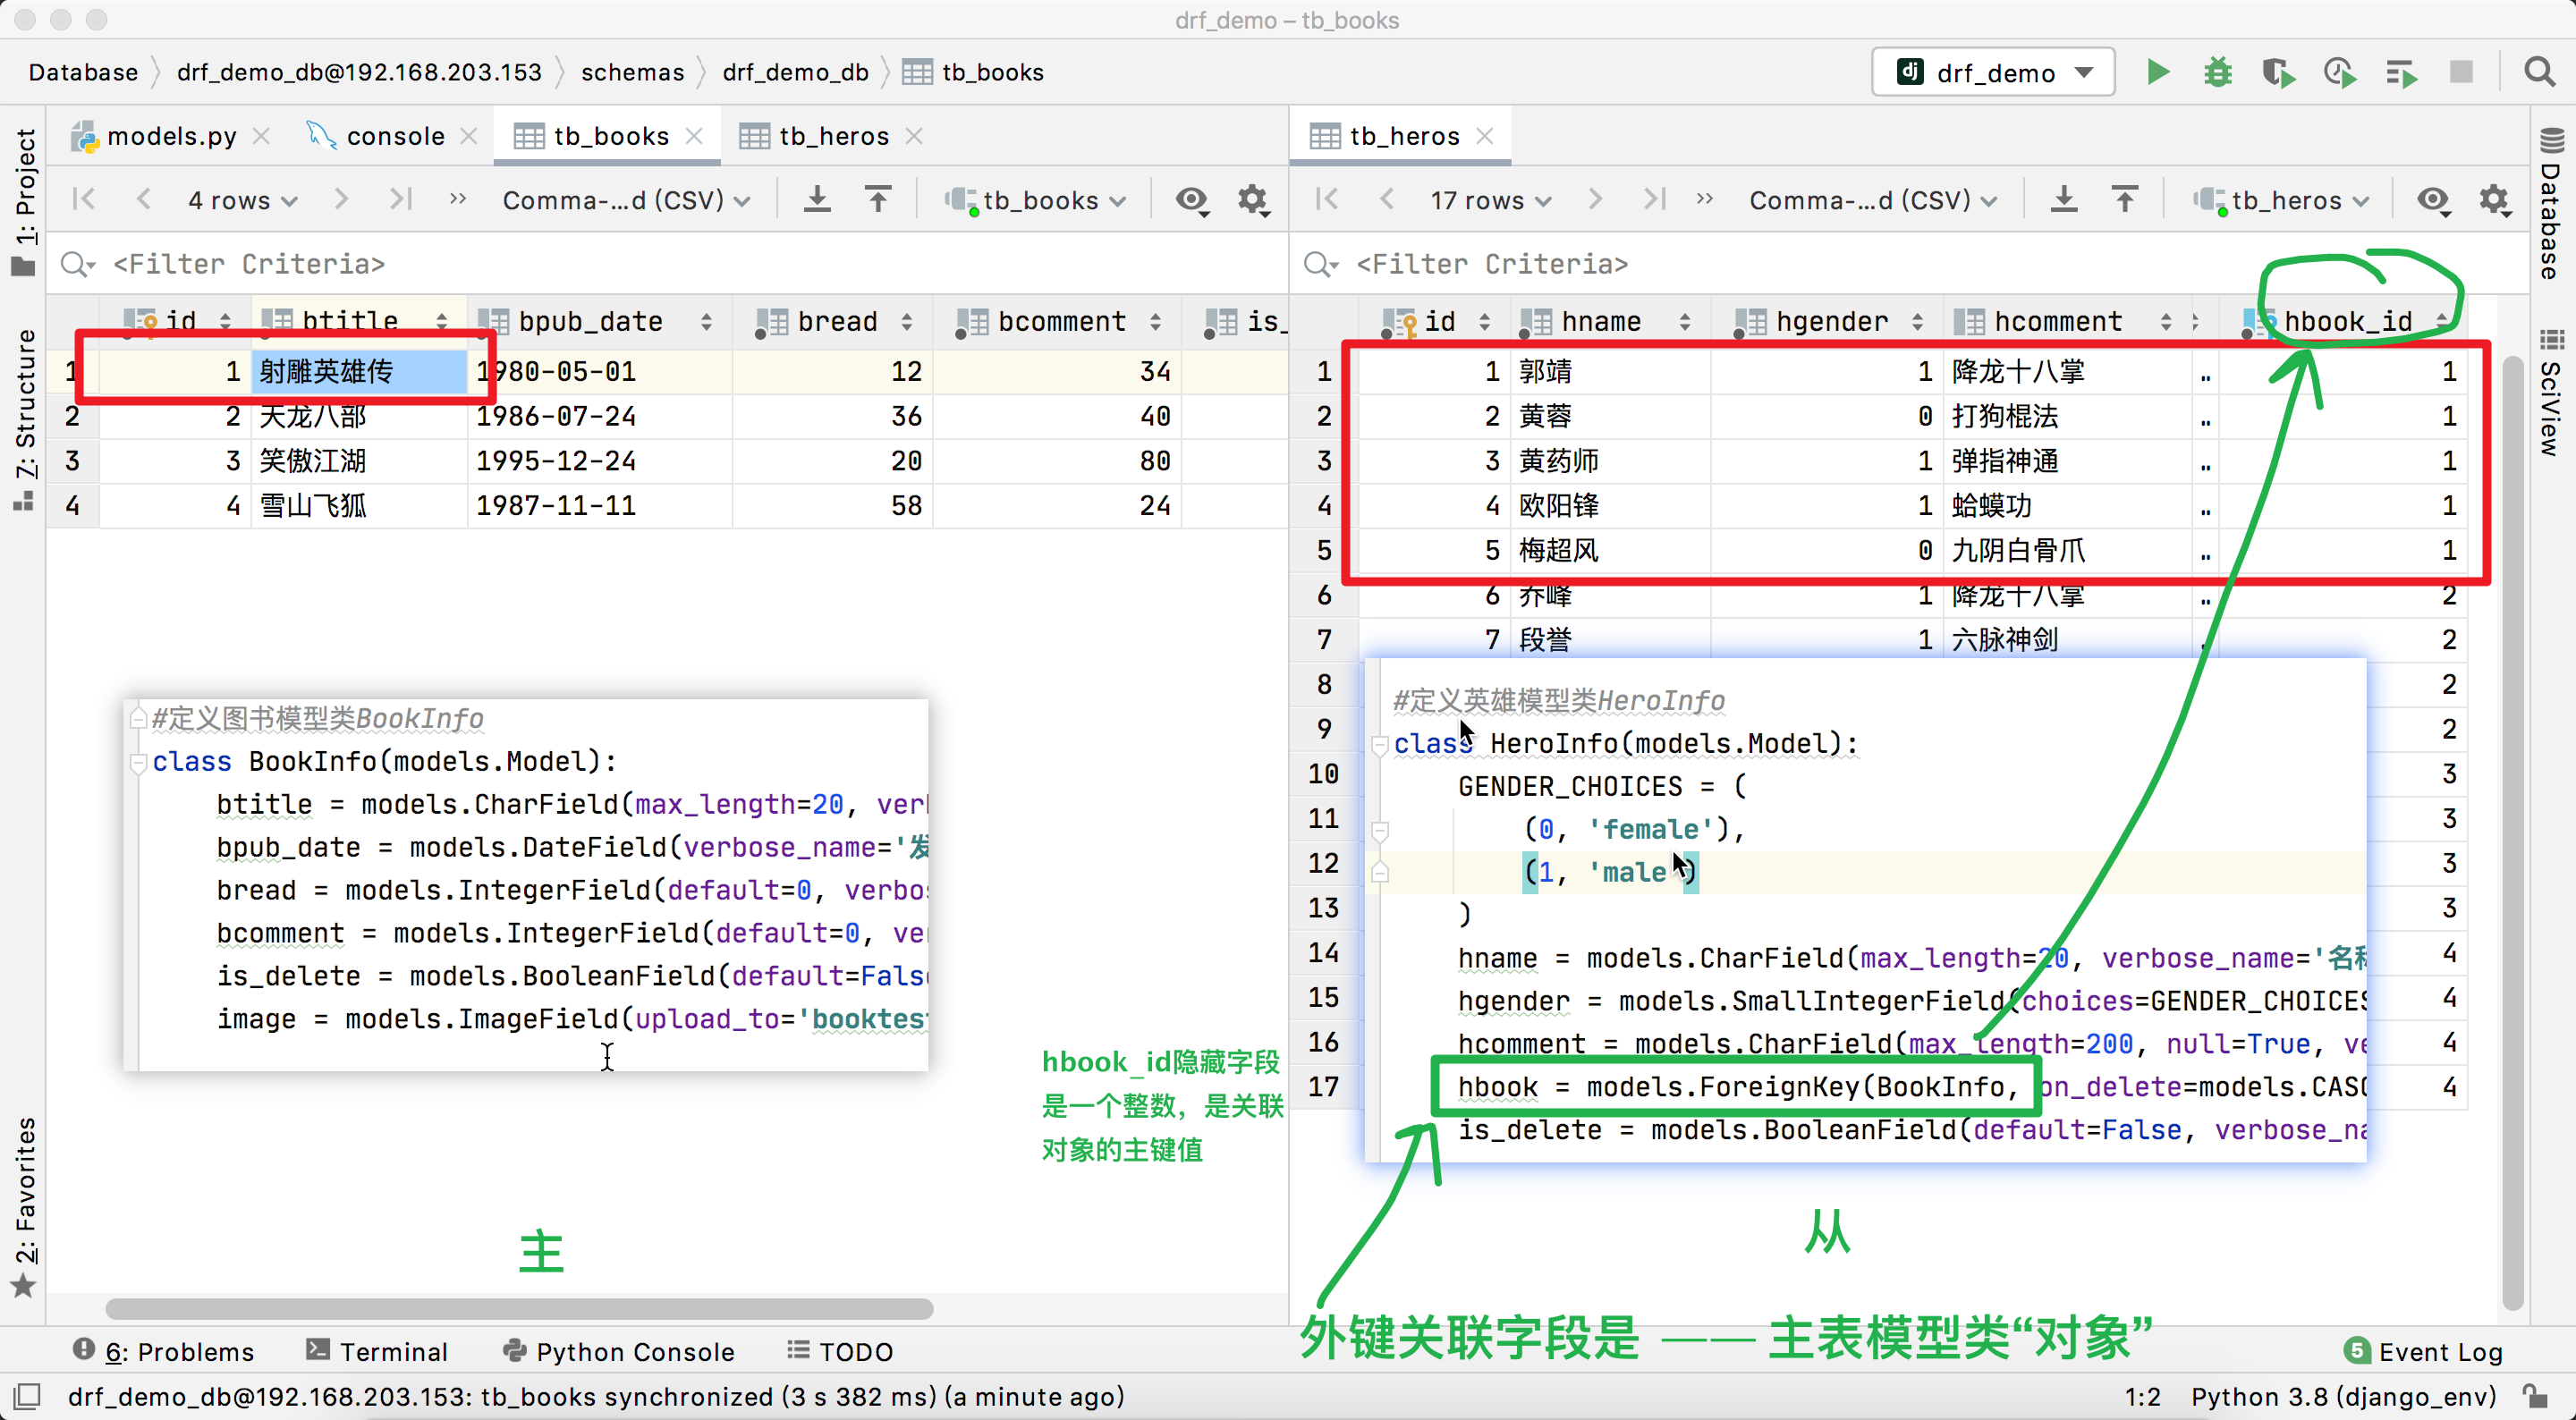 drf_demo – tb_books
Database drf_demo_db@192.168.203.153 schemas drf_demo_db tb_books drf_demo
1: Project
7: Structure
2: Favorites
Database
SciView
models.py console tb_books tb_heros
4 rows Comma-...d (CSV) tb_books
<Filter Criteria>
id btitle bpub_date bread bcomment is_
1 1 射雕英雄传 1980-05-01 12 34
2 2 天龙八部 1986-07-24 36 40
3 3 笑傲江湖 1995-12-24 20 80
4 4 雪山飞狐 1987-11-11 58 24
#定义图书模型类BookInfo
class BookInfo(models.Model):
btitle = models.CharField(max_length=20, ver
bpub_date = models.DateField(verbose_name='发
bread = models.IntegerField(default=0, verbo
bcomment = models.IntegerField(default=0, ve
is_delete = models.BooleanField(default=Fals
image = models.ImageField(upload_to='booktes
hbook_id隐藏字段
是一个整数，是关联
对象的主键值
主
tb_heros
17 rows Comma-...d (CSV) tb_heros
<Filter Criteria>
id hname hgender hcomment hbook_id
1 1 郭靖 1 降龙十八掌 .. 1
2 2 黄蓉 0 打狗棍法 .. 1
3 3 黄药师 1 弹指神通 .. 1
4 4 欧阳锋 1 蛤蟆功 .. 1
5 5 梅超风 0 九阴白骨爪 .. 1
6 6 乔峰 1 降龙十八掌 .. 2
7 7 段誉 1 六脉神剑 2
8 2
9 2
10 3
11 3
12 3
13 3
14 4
15 4
16 4
17 4
#定义英雄模型类HeroInfo
class HeroInfo(models.Model):
GENDER_CHOICES = (
(0, 'female'),
(1, 'male')
)
hname = models.CharField(max_length=20, verbose_name='名称
hgender = models.SmallIntegerField(choices=GENDER_CHOICES
hcomment = models.CharField(max_length=200, null=True, ve
hbook = models.ForeignKey(BookInfo, on_delete=models.CASC
is_delete = models.BooleanField(default=False, verbose_na
从
外键关联字段是 —— 主表模型类“对象”
6: Problems Terminal Python Console TODO 5 Event Log
drf_demo_db@192.168.203.153: tb_books synchronized (3 s 382 ms) (a minute ago) 1:2 Python 3.8 (django_env)